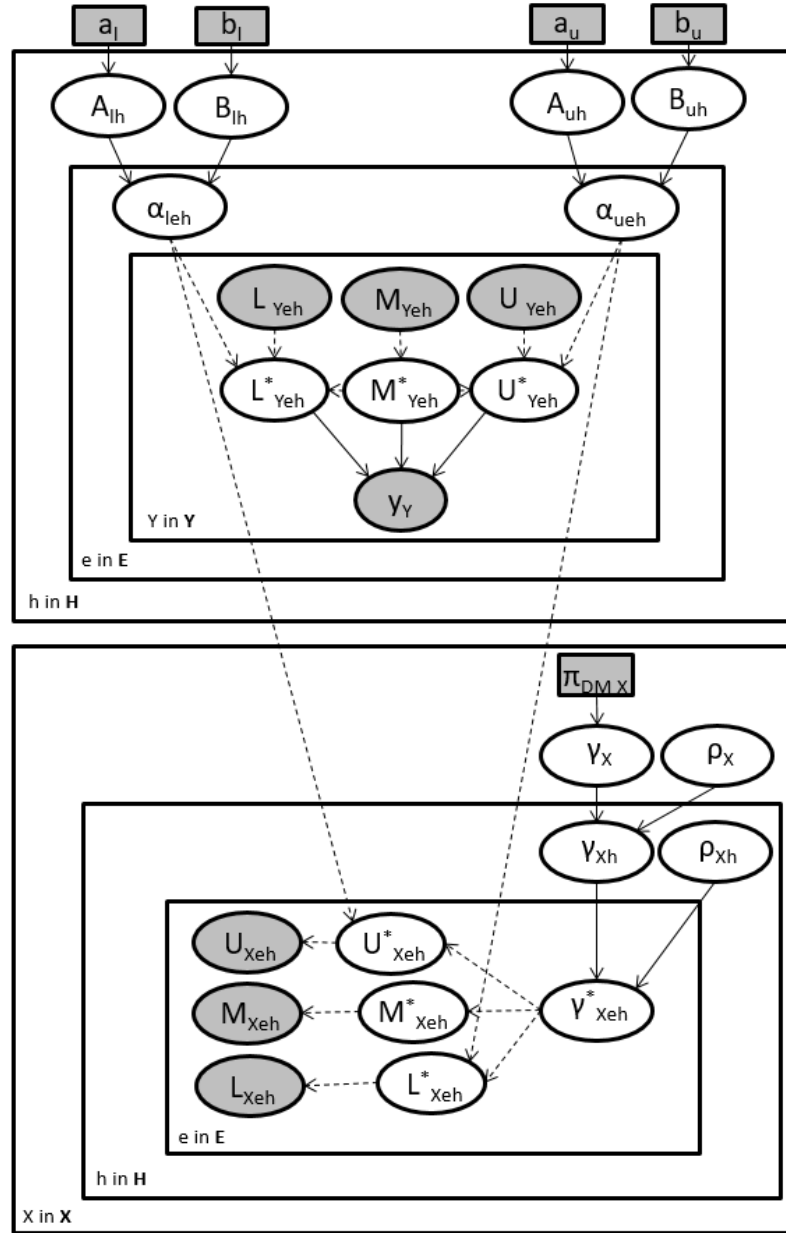 a_l b_l a_u b_u
A_lh B_lh A_uh B_uh
α_leh α_ueh
L_Yeh M_Yeh U_Yeh
L*_Yeh M*_Yeh U*_Yeh
y_Y
Y in Y
e in E
h in H
π_DM X
γ_X ρ_X
γ_Xh ρ_Xh
U_Xeh U*_Xeh
M_Xeh M*_Xeh γ*_Xeh
L_Xeh L*_Xeh
e in E
h in H
X in X